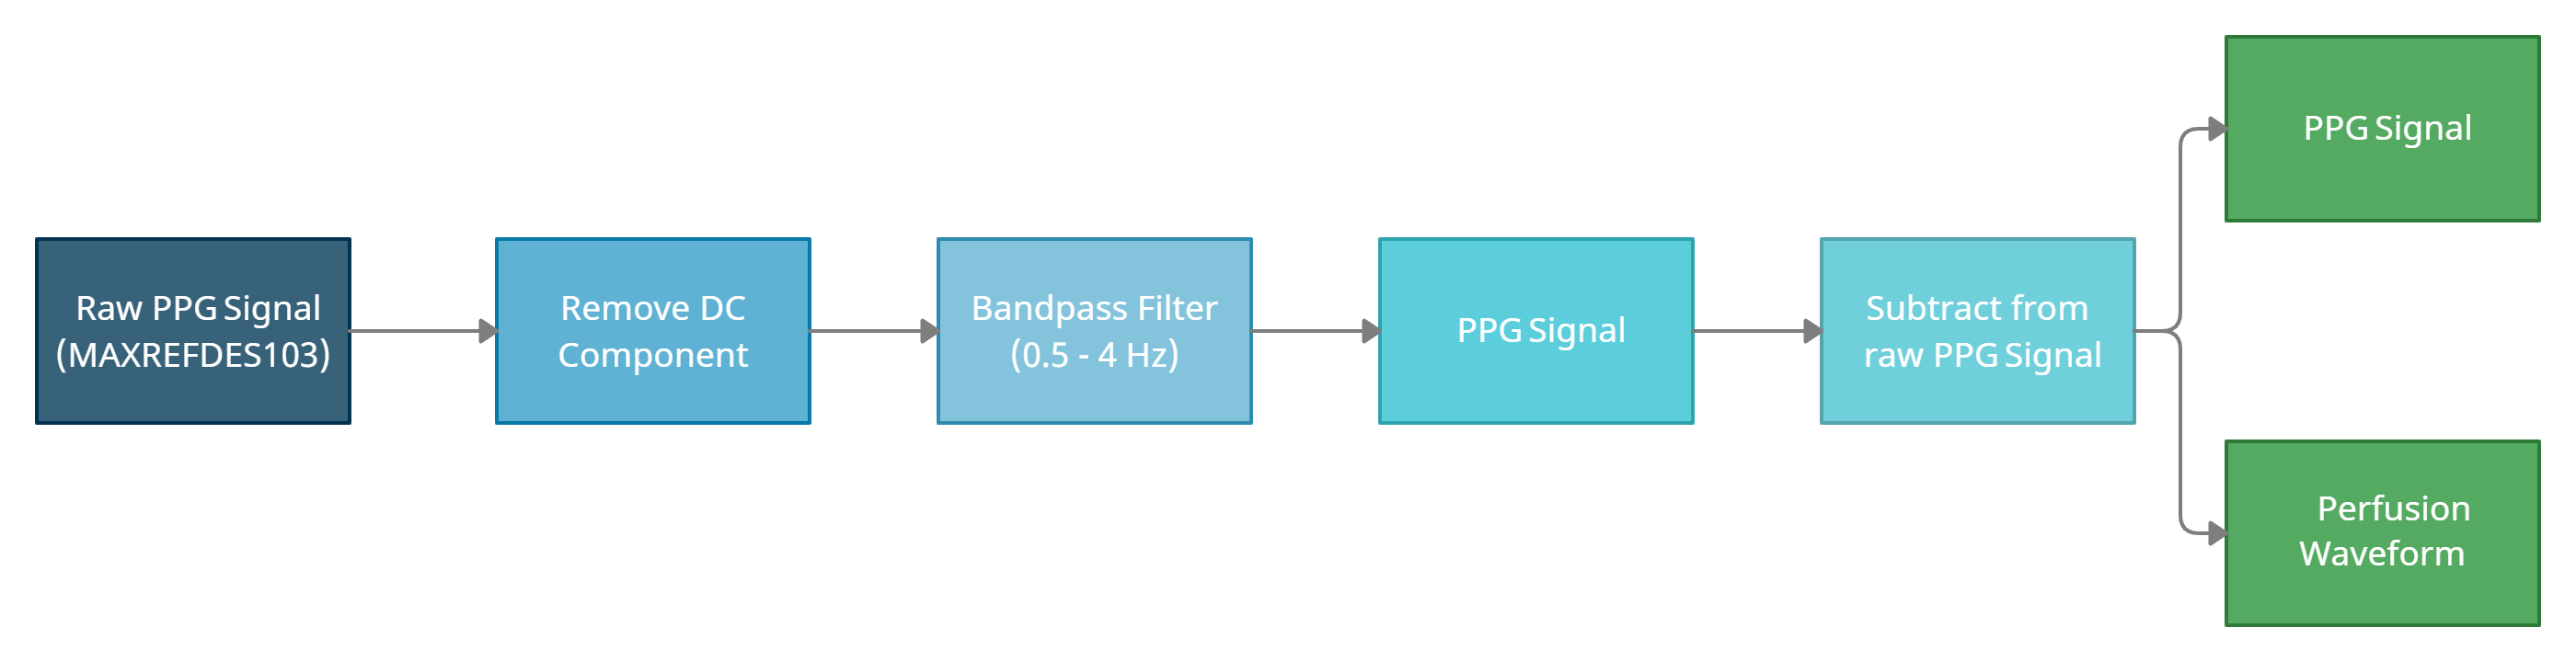 Raw PPG Signal
(MAXREFDES103)
Remove DC
Component
Bandpass Filter
(0.5 - 4 Hz)
PPG Signal
Subtract from
raw PPG Signal
PPG Signal
Perfusion
Waveform